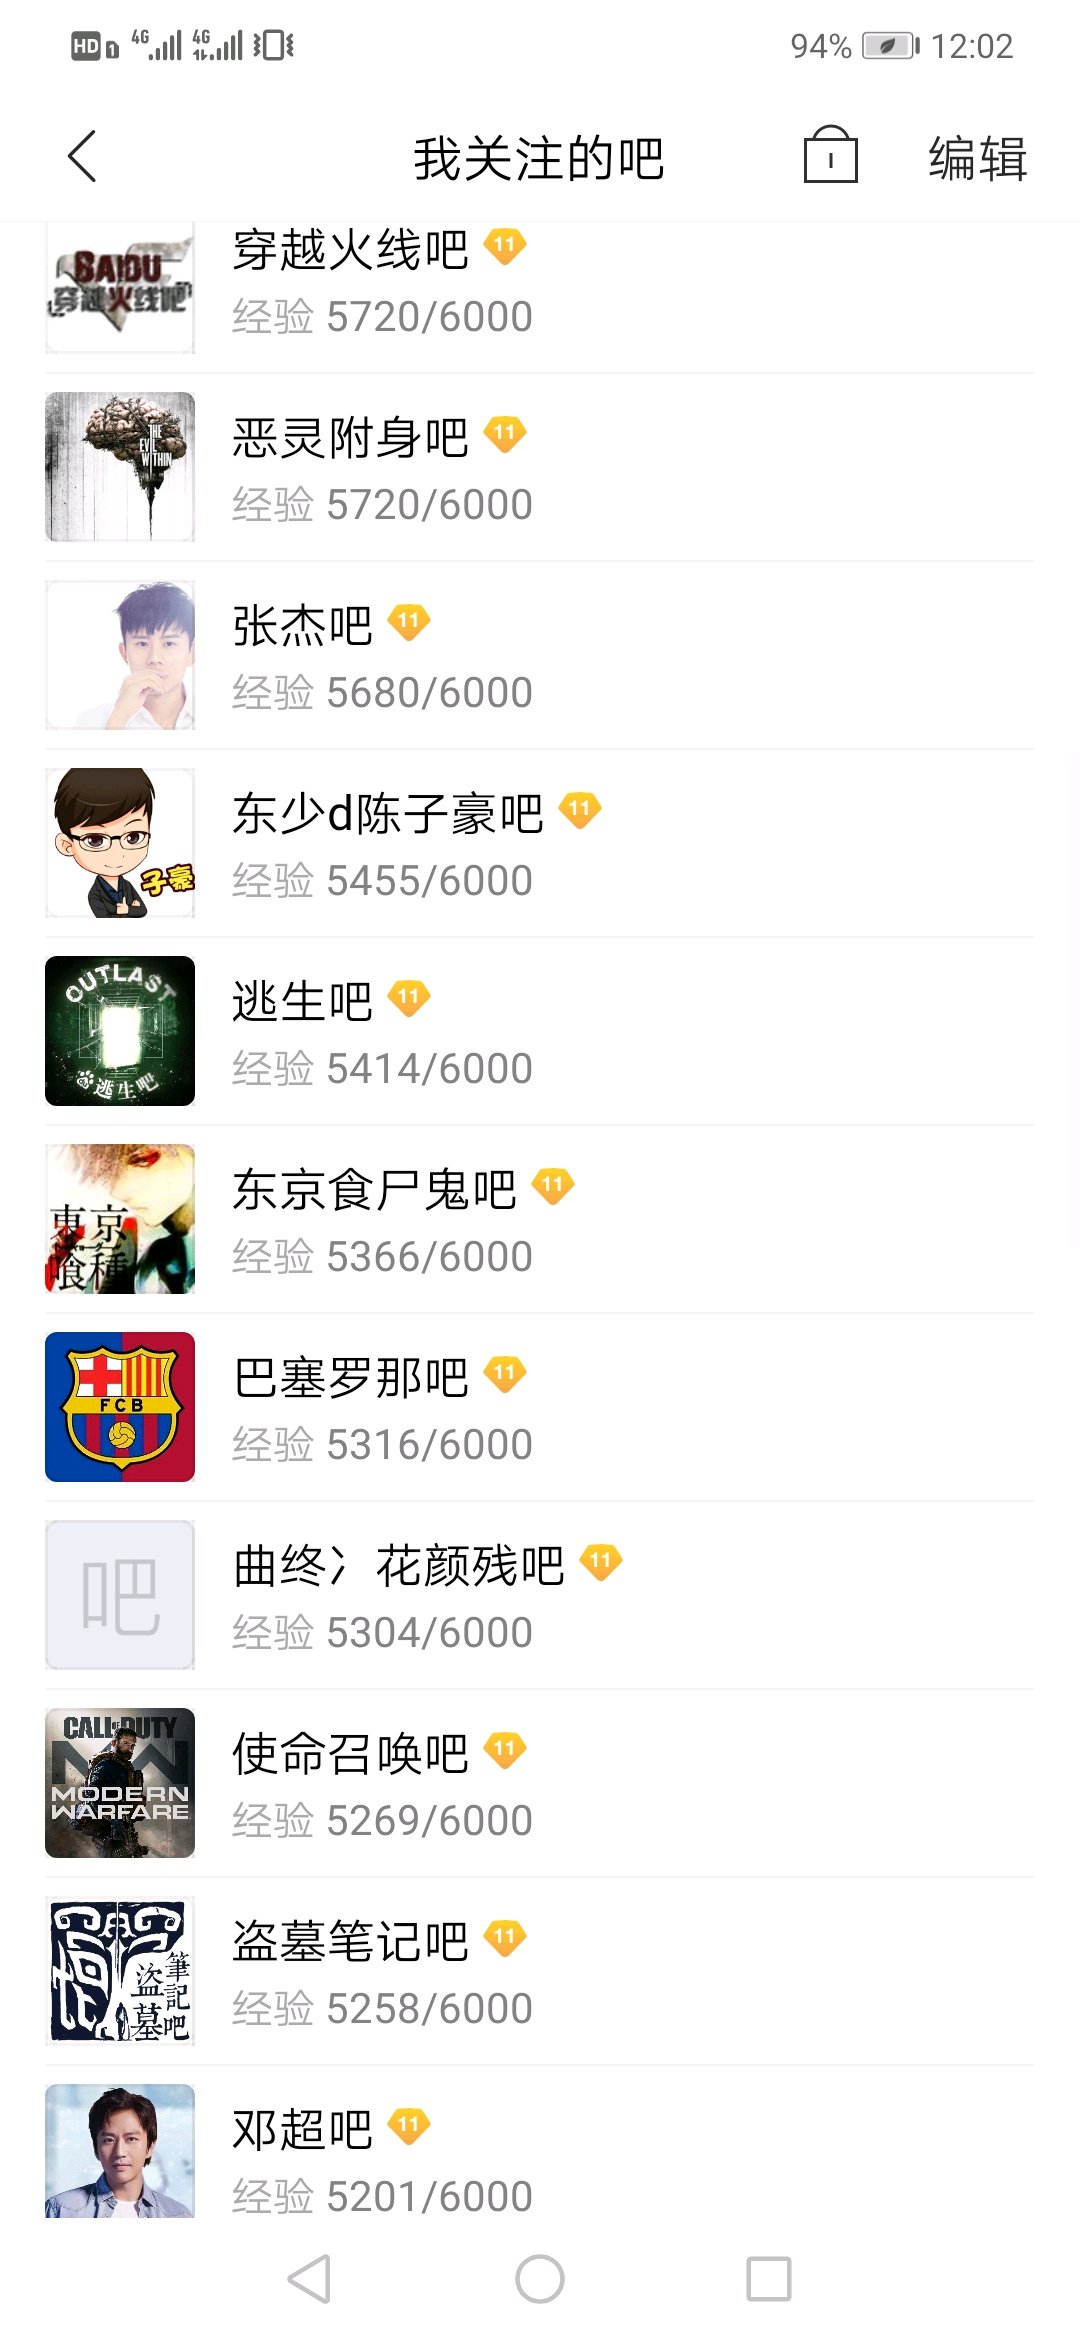 HD 1 4G 4G 94% 12:02
我关注的吧 编辑
BAIDU
穿越火线吧
穿越火线吧 11
经验 5720/6000
THE
EVIL
WITHIN
恶灵附身吧 11
经验 5720/6000
张杰吧 11
经验 5680/6000
子豪
东少d陈子豪吧 11
经验 5455/6000
OUTLAST
逃生吧
逃生吧 11
经验 5414/6000
東京
喰種
东京食尸鬼吧 11
经验 5366/6000
FCB
巴塞罗那吧 11
经验 5316/6000
吧
曲终冫花颜残吧 11
经验 5304/6000
CALL OF DUTY
MODERN
WARFARE
使命召唤吧 11
经验 5269/6000
盗墓
筆記吧
盗墓笔记吧 11
经验 5258/6000
邓超吧 11
经验 5201/6000